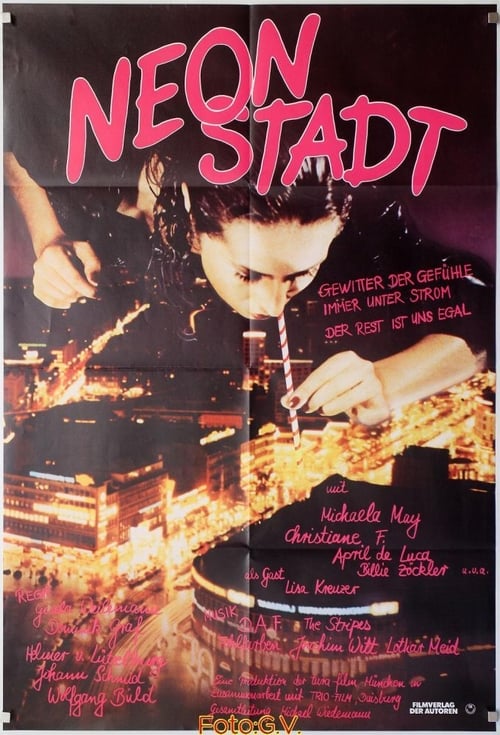 NEON
STADT
GEWITTER DER GEFÜHLE
IMMER UNTER STROM
DER REST IST UNS EGAL
...
mit
Michaela May
Christiane F.
April de Luca
Billie Zöckler u.v.a.
als Gast
Lisa Kreuzer
REGIE
Gisela Weilemann
Dominik Graf
Helmer v. Lützelburg
Johann Schmid
Wolfgang Büld
MUSIK
D.A.F. The Stripes
Fehlfarben Joachim Witt Lothar Meid
Eine Produktion der tura-film München in
Zusammenarbeit mit TRIO-FILM, Duisburg
Gesamtleitung Michael Wiedemann
FILMVERLAG
DER AUTOREN
Foto:G.V.